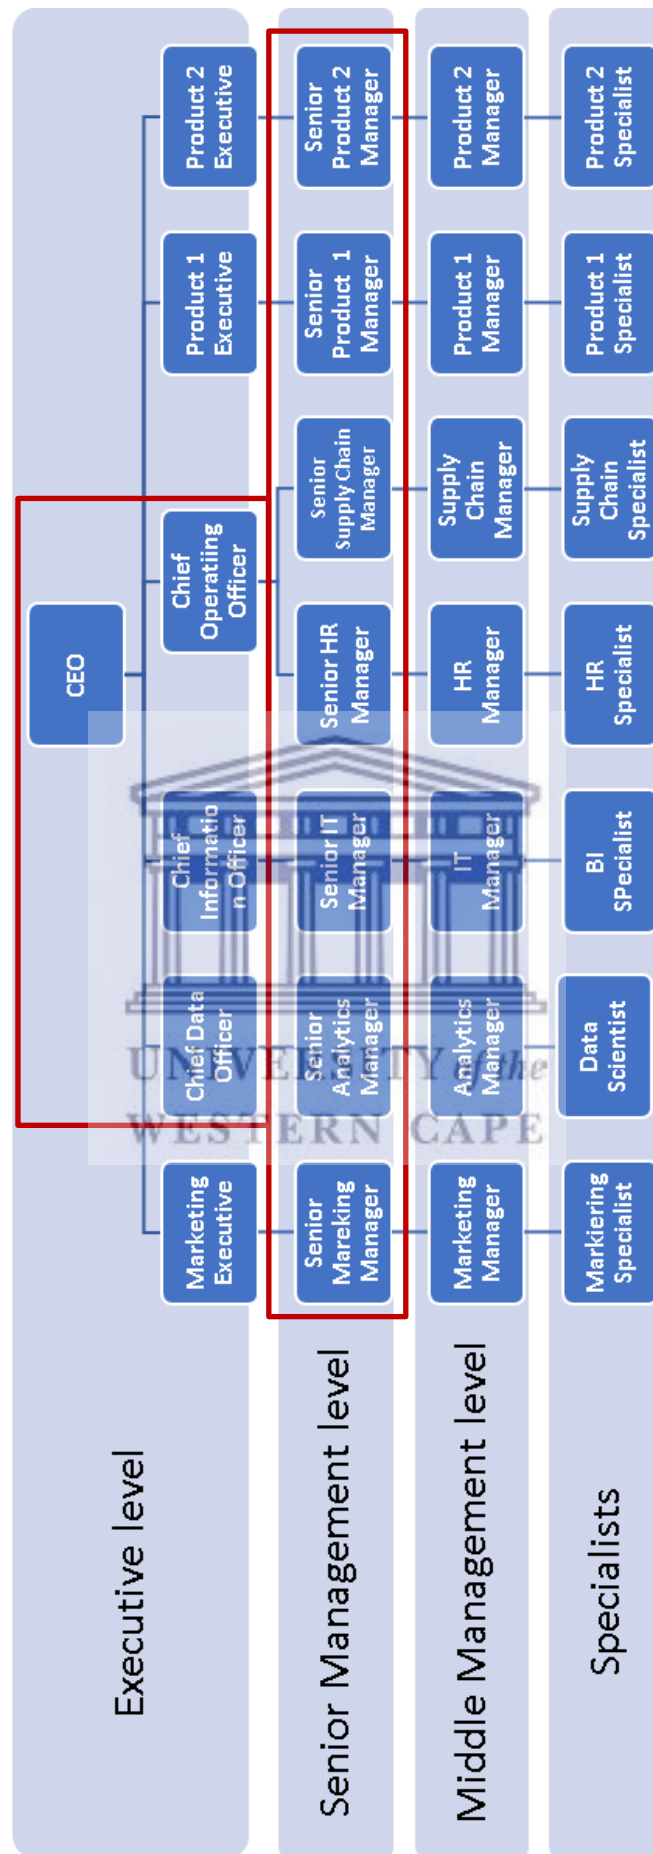 Executive level
CEO
Marketing
Executive
Chief Data
Officer
Chief
Informatio
n Officer
Chief
Operatiing
Officer
Product 1
Executive
Product 2
Executive
Senior Management level
Senior
Mareking
Manager
Senior
Analytics
Manager
Senior IT
Manager
Senior HR
Manager
Senior
Supply Chain
Manager
Senior
Product 1
Manager
Senior
Product 2
Manager
Middle Management level
Marketing
Manager
Analytics
Manager
IT
Manager
HR
Manager
Supply
Chain
Manager
Product 1
Manager
Product 2
Manager
Specialists
Markiering
Specialist
Data
Scientist
BI
SPecialist
HR
Specialist
Supply
Chain
Specialist
Product 1
Specialist
Product 2
Specialist
UNIVERSITY of the
WESTERN CAPE